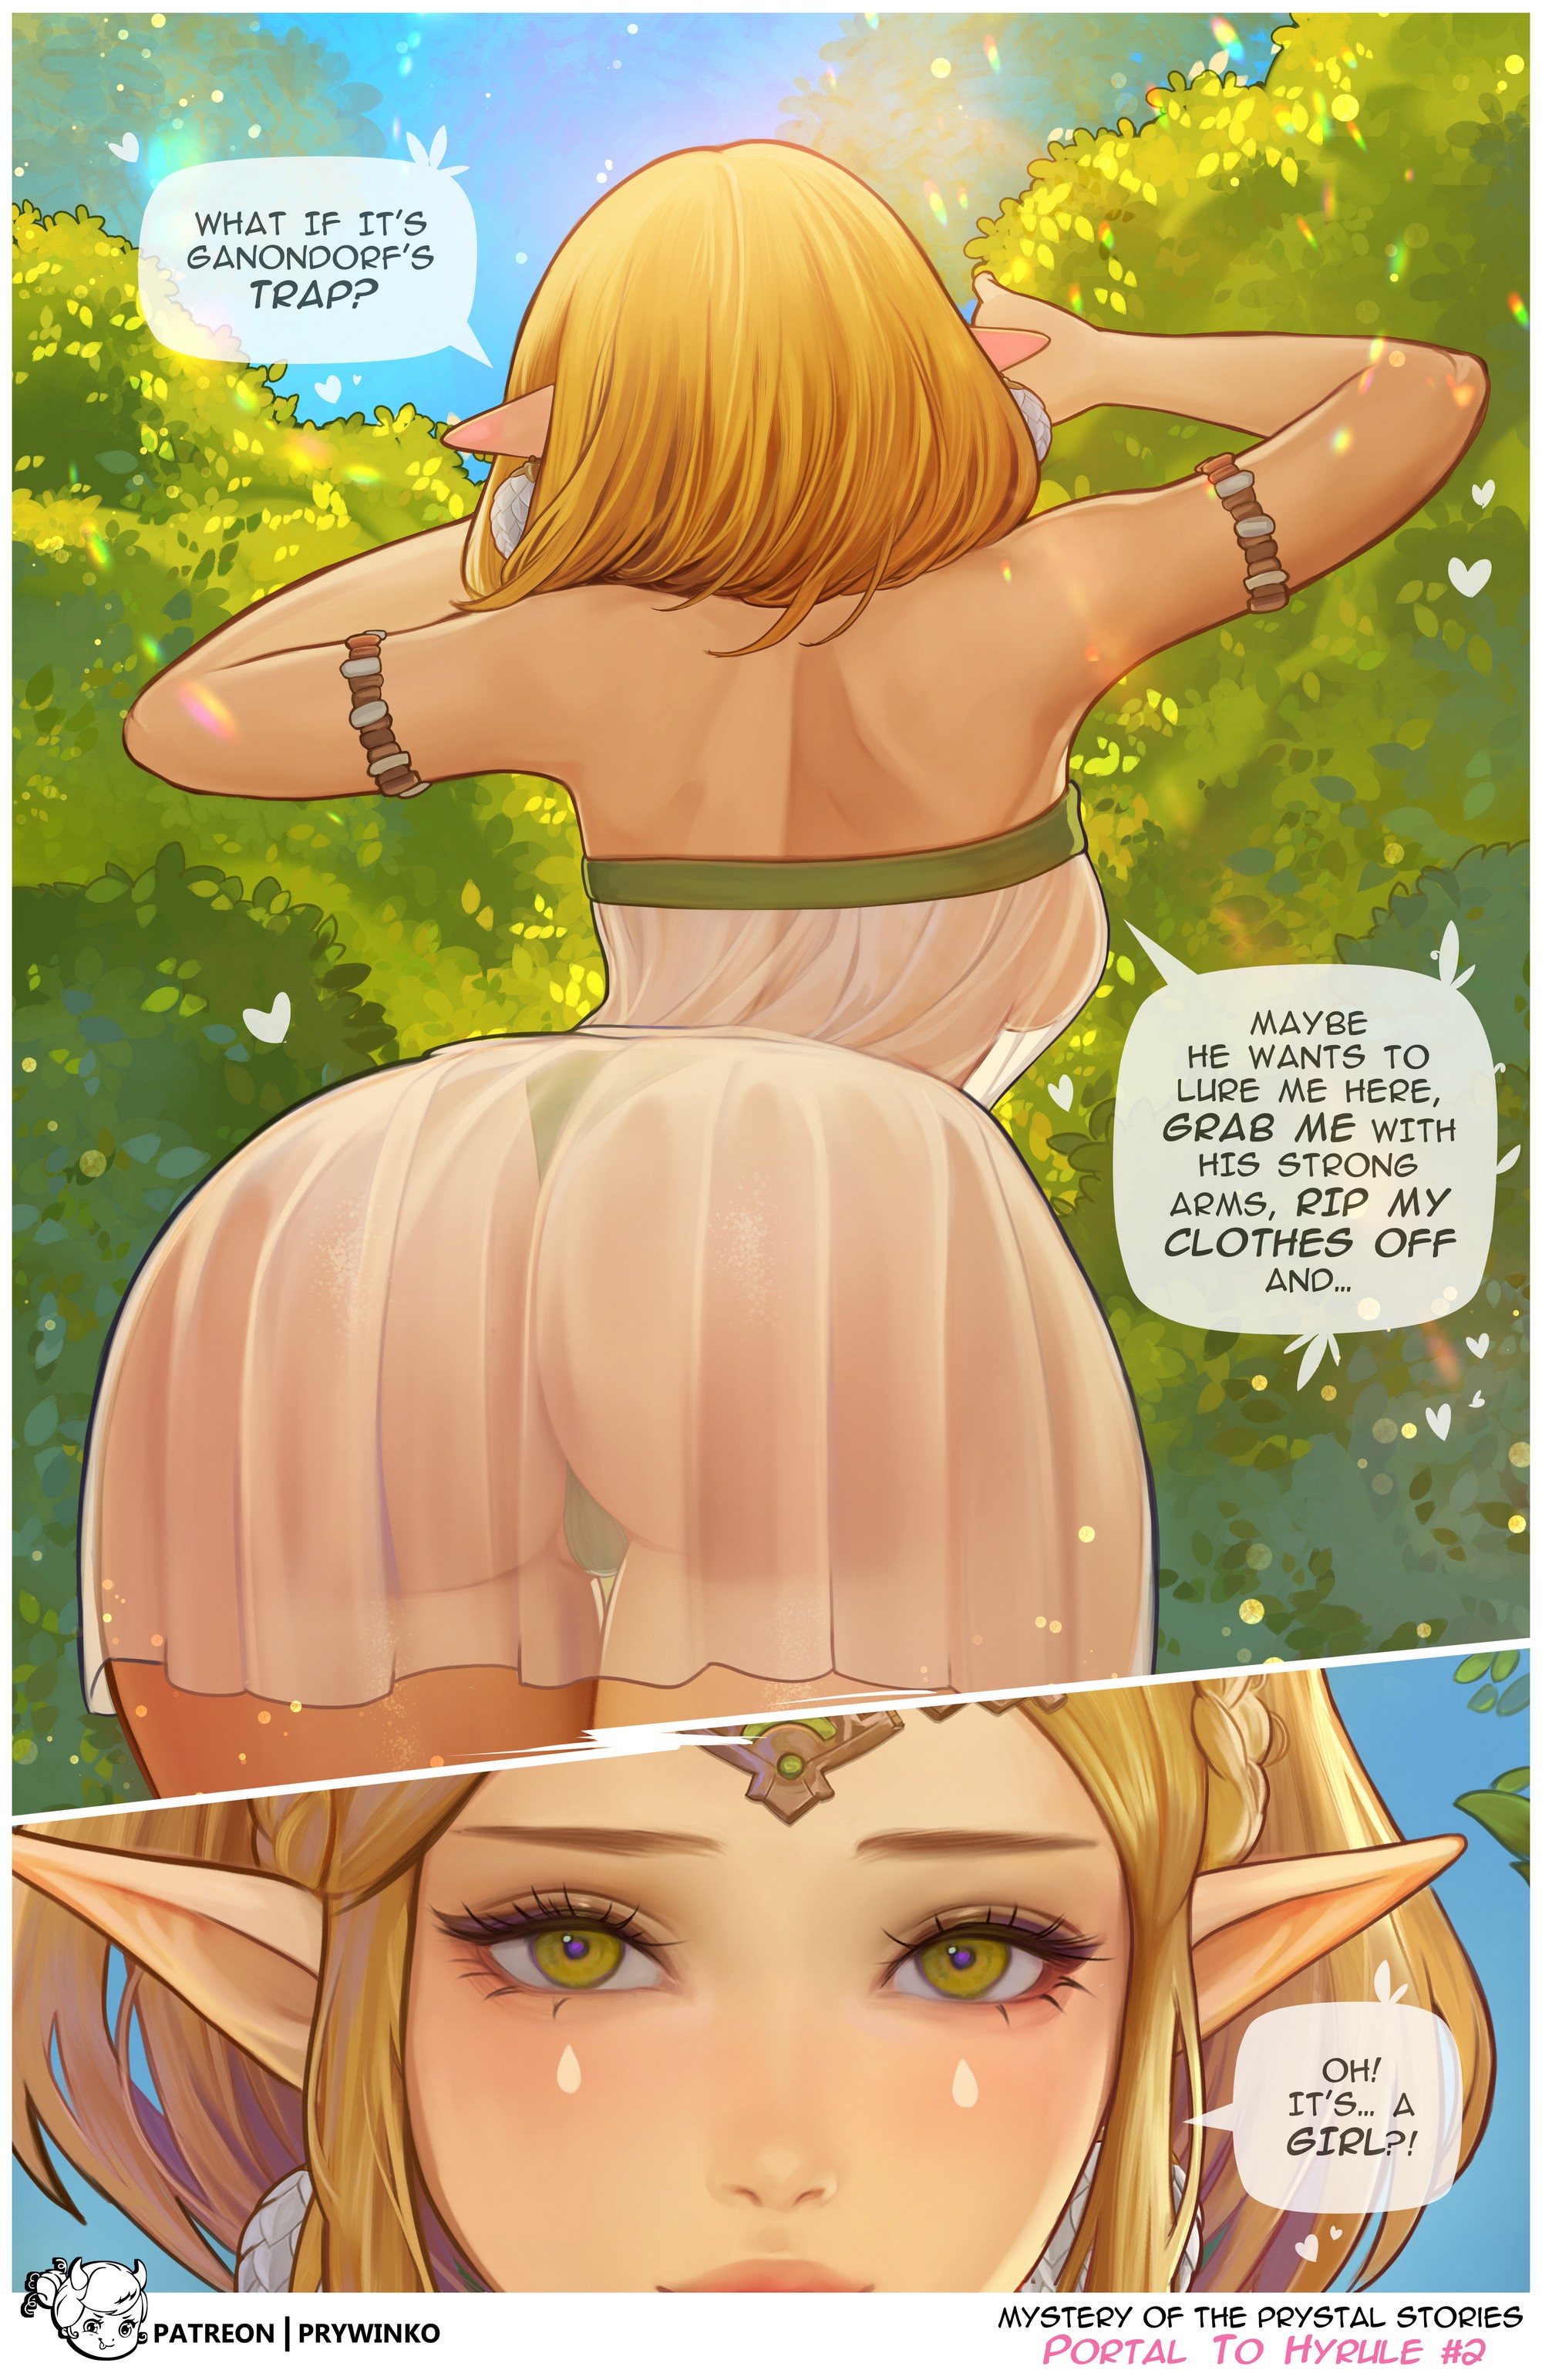 WHAT IF IT'S
GANONDORF'S
TRAP?
MAYBE
HE WANTS TO
LURE ME HERE,
GRAB ME WITH
HIS STRONG
ARMS, RIP MY
CLOTHES OFF
AND...
OH!
IT'S... A
GIRL?!
PATREON | PRYWINKO
MYSTERY OF THE PRYSTAL STORIES
PORTAL TO HYRULE #2